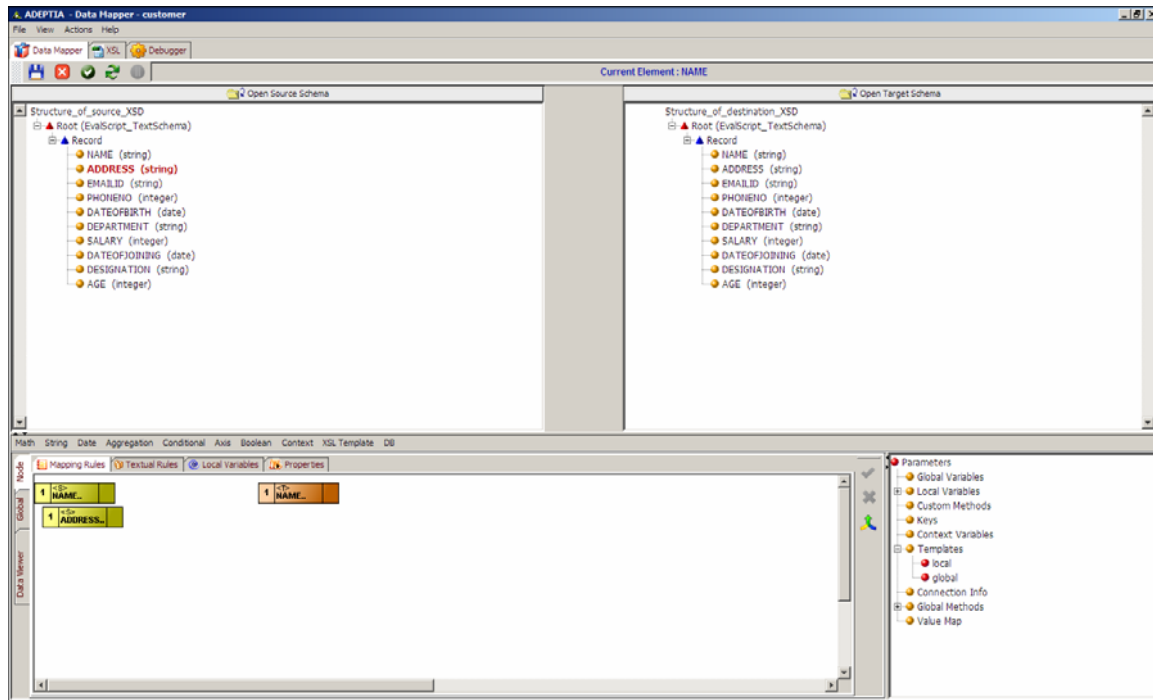 ADEPTIA - Data Mapper - customer
File View Actions Help
Data Mapper XSL Debugger
Current Element : NAME
Open Source Schema
Open Target Schema
Structure_of_source_XSD
Root (EvalScript_TextSchema)
Record
NAME (string)
ADDRESS (string)
EMAILID (string)
PHONENO (integer)
DATEOFBIRTH (date)
DEPARTMENT (string)
SALARY (integer)
DATEOFJOINING (date)
DESIGNATION (string)
AGE (integer)
Structure_of_destination_XSD
Root (EvalScript_TextSchema)
Record
NAME (string)
ADDRESS (string)
EMAILID (string)
PHONENO (integer)
DATEOFBIRTH (date)
DEPARTMENT (string)
SALARY (integer)
DATEOFJOINING (date)
DESIGNATION (string)
AGE (integer)
Math String Date Aggregation Conditional Axis Boolean Context XSL Template DB
Node
Global
Data Viewer
Mapping Rules Textual Rules Local Variables Properties
1 <S> NAME..
1 <T> NAME..
1 <S> ADDRESS..
Parameters
Global Variables
Local Variables
Custom Methods
Keys
Context Variables
Templates
local
global
Connection Info
Global Methods
Value Map